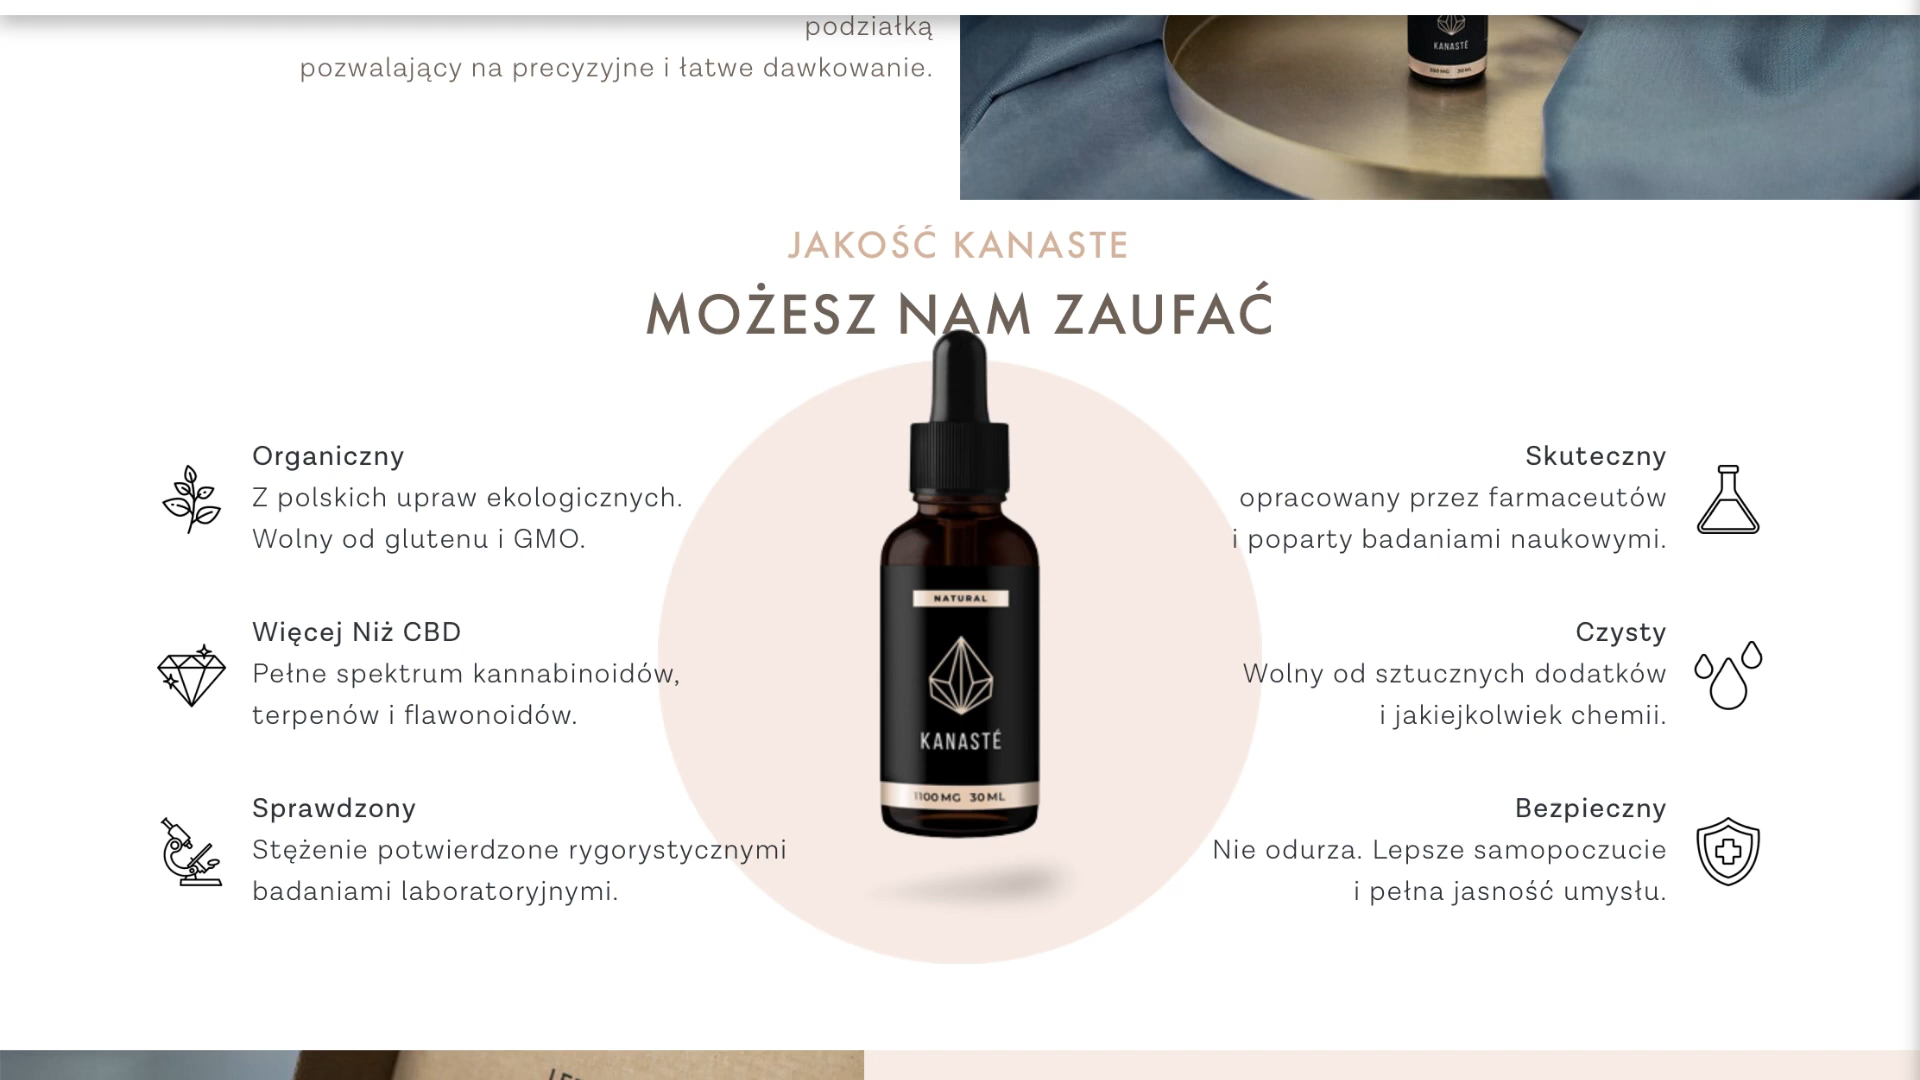 podziałką
pozwalający na precyzyjne i łatwe dawkowanie.
KANASTÉ
JAKOŚĆ KANASTE
MOŻESZ NAM ZAUFAĆ
Organiczny
Z polskich upraw ekologicznych.
Wolny od glutenu i GMO.
Więcej Niż CBD
Pełne spektrum kannabinoidów,
terpenów i flawonoidów.
Sprawdzony
Stężenie potwierdzone rygorystycznymi
badaniami laboratoryjnymi.
NATURAL
KANASTÉ
1100 MG 30 ML
Skuteczny
opracowany przez farmaceutów
i poparty badaniami naukowymi.
Czysty
Wolny od sztucznych dodatków
i jakiejkolwiek chemii.
Bezpieczny
Nie odurza. Lepsze samopoczucie
i pełna jasność umysłu.